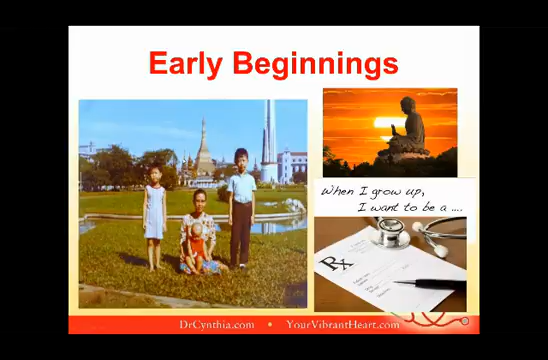 Early Beginnings
When I grow up,
I want to be a ....
Rx
DrCynthia.com • YourVibrantHeart.com